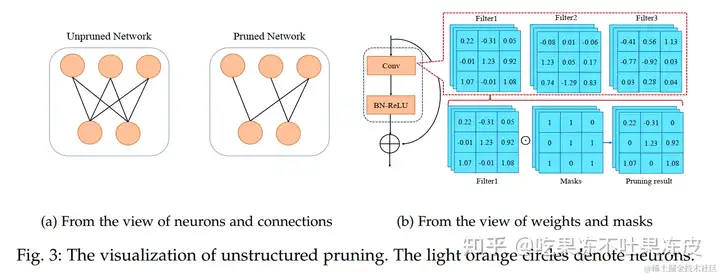 Unpruned Network
Pruned Network
(a) From the view of neurons and connections
Conv
BN-ReLU
Filter1
Filter2
Filter3
0.22 -0.31 0.05
-0.01 1.23 0.92
1.07 -0.01 1.08
-0.08 0.01 -0.06
1.23 0.05 0.17
0.74 -1.29 0.83
-0.41 0.56 1.13
-0.77 -0.92 0.03
0.03 0.28 0.04
0.22 -0.31 0.05
-0.01 1.23 0.92
1.07 -0.01 1.08
Filter1
1 1 0
0 1 1
1 0 1
Masks
0.22 -0.31 0
0 1.23 0.92
1.07 0 1.08
Pruning result
(b) From the view of weights and masks
Fig. 3: The visualization of unstructured pruning. The light orange circles denote neurons.
知乎 @吃果冻不吐果冻皮
@稀土掘金技术社区